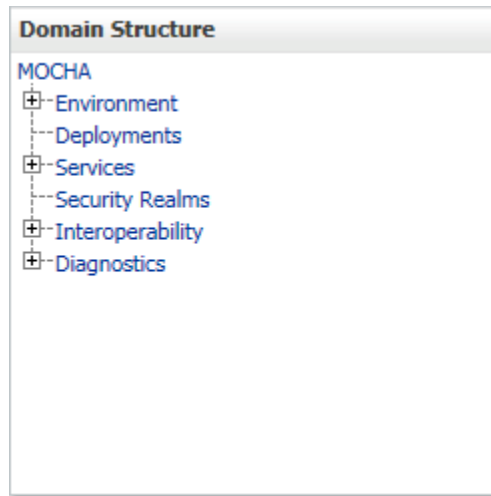 Domain Structure
MOCHA
Environment
Deployments
Services
Security Realms
Interoperability
Diagnostics